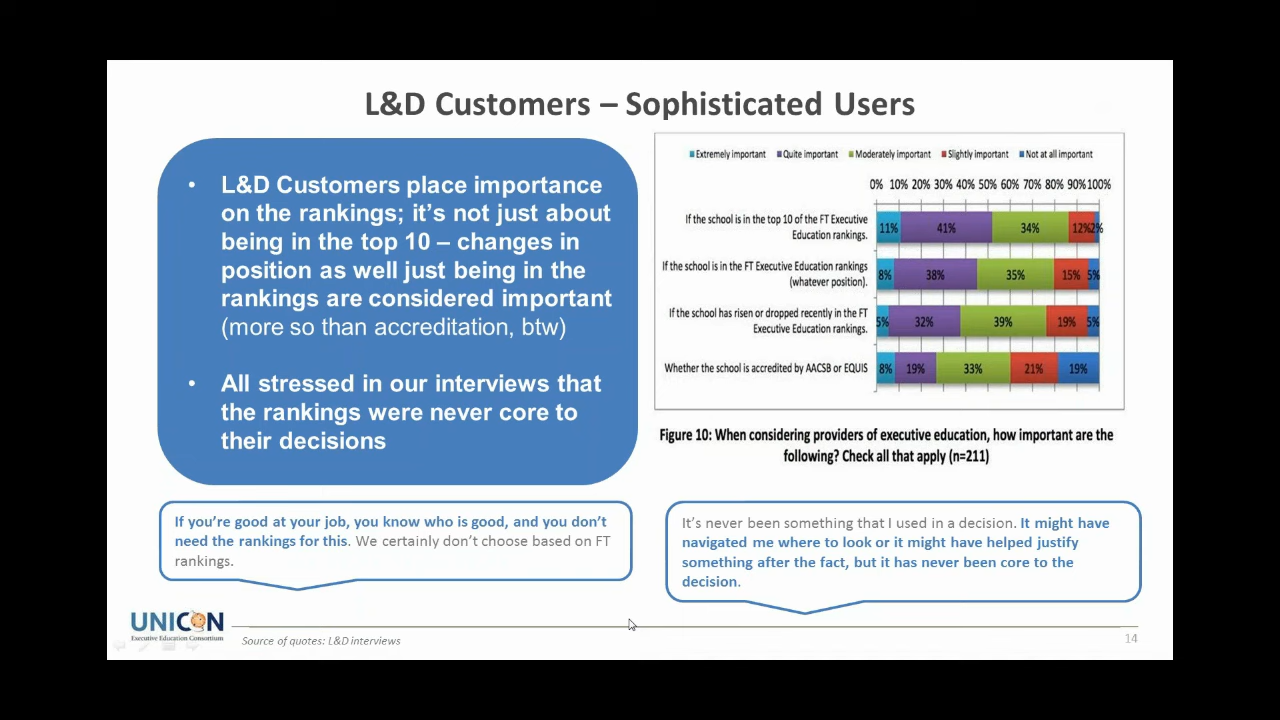 L&D Customers – Sophisticated Users
• L&D Customers place importance
on the rankings; it's not just about
being in the top 10 – changes in
position as well just being in the
rankings are considered important
(more so than accreditation, btw)
• All stressed in our interviews that
the rankings were never core to
their decisions
Extremely important Quite important Moderately important Slightly important Not at all important
0% 10% 20% 30% 40% 50% 60% 70% 80% 90% 100%
If the school is in the top 10 of the FT Executive
Education rankings.
11% 41% 34% 12% 2%
If the school is in the FT Executive Education rankings
(whatever position).
8% 38% 35% 15% 5%
If the school has risen or dropped recently in the FT
Executive Education rankings.
5% 32% 39% 19% 5%
Whether the school is accredited by AACSB or EQUIS
8% 19% 33% 21% 19%
Figure 10: When considering providers of executive education, how important are the
following? Check all that apply (n=211)
If you're good at your job, you know who is good, and you don't
need the rankings for this. We certainly don't choose based on FT
rankings.
It's never been something that I used in a decision. It might have
navigated me where to look or it might have helped justify
something after the fact, but it has never been core to the
decision.
UNICON
Executive Education Consortium
Source of quotes: L&D interviews
14